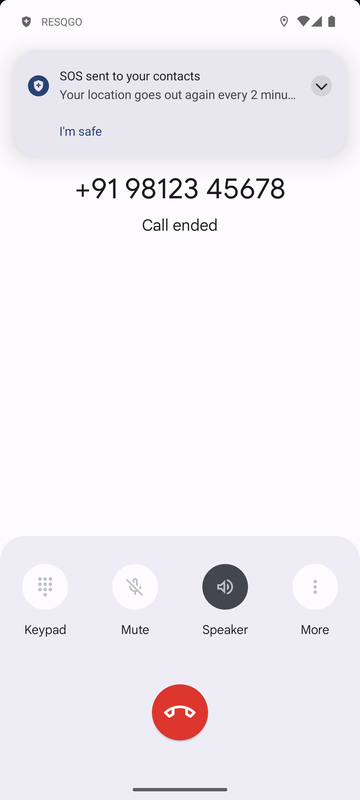 RESQGO
SOS sent to your contacts
Your location goes out again every 2 minu...
I'm safe
+91 98123 45678
Call ended
Keypad
Mute
Speaker
More